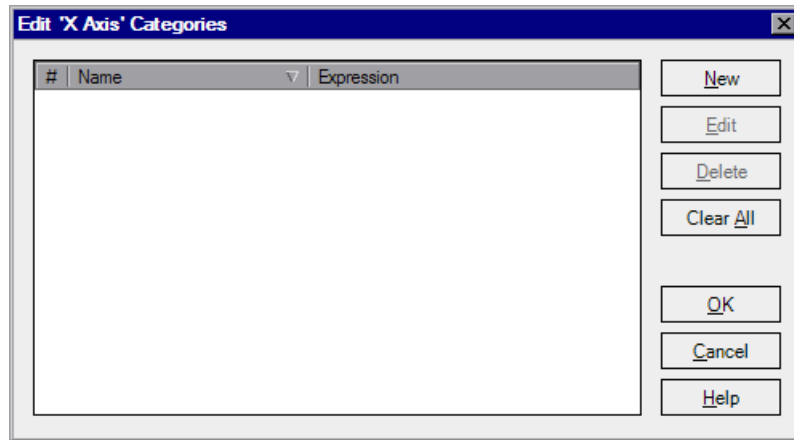 Edit 'X Axis' Categories
# Name Expression
New
Edit
Delete
Clear All
OK
Cancel
Help